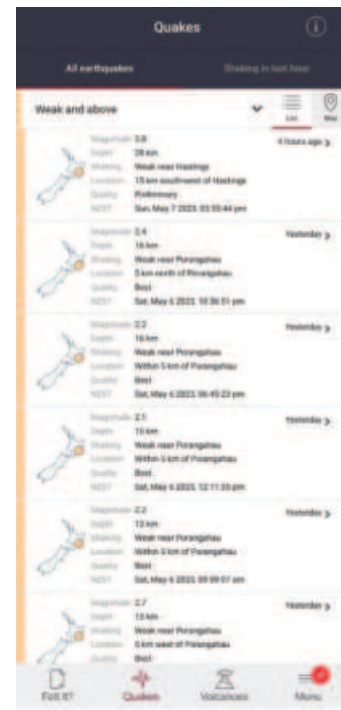 Quakes
All earthquakes Shaking in last hour
Weak and above
List Map
Magnitude 3.8 4 hours ago
Depth 28 km
Shaking Weak near Hastings
Location 15 km south-west of Hastings
Quality Preliminary
NZST Sun, May 7 2023,
Magnitude 2.4 Yesterday
Depth 16 km
Shaking Weak near Porangahau
Location 5 km north of Porangahau
Quality Best
NZST Sat, May 6 2023, 10:36:51 pm
Magnitude 2.2 Yesterday
Depth 16 km
Shaking Weak near Porangahau
Location Within 5 km of Porangahau
Quality Best
NZST Sat, May 6 2023, 06:45:23 pm
Magnitude 2.1 Yesterday
Depth 15 km
Shaking Weak near Porangahau
Location Within 5 km of Porangahau
Quality Best
NZST Sat, May 6 2023, 12:11:35 pm
Magnitude 2.2 Yesterday
Depth 13 km
Shaking Weak near Porangahau
Location Within 5 km of Porangahau
Quality Best
NZST Sat, May 6 2023, 09:09:07 am
Magnitude 2.7 Yesterday
Depth 13 km
Shaking Weak near Porangahau
Location 5 km west of Porangahau
Quality Best
Felt it? Quakes Volcanoes Menu